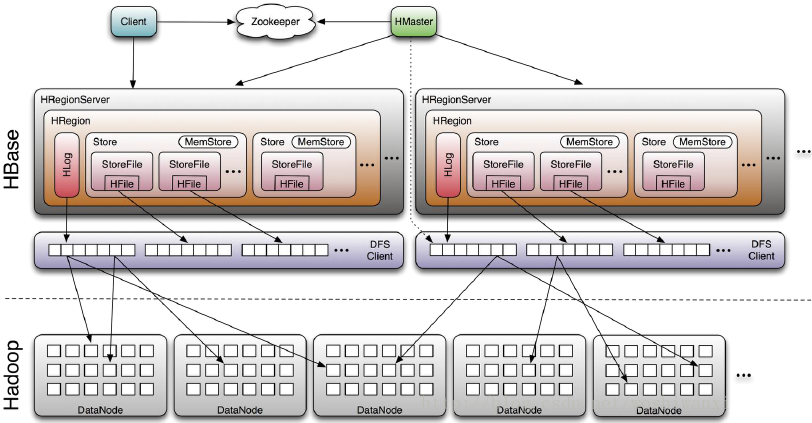 Client
Zookeeper
HMaster
HBase
HRegionServer
HRegion
HLog
Store
MemStore
StoreFile
HFile
StoreFile
HFile
...
Store
MemStore
StoreFile
HFile
...
...
HRegionServer
HRegion
HLog
Store
MemStore
StoreFile
HFile
StoreFile
HFile
...
Store
MemStore
StoreFile
HFile
...
...
...
...
DFS
Client
...
DFS
Client
Hadoop
DataNode
DataNode
DataNode
DataNode
DataNode
...